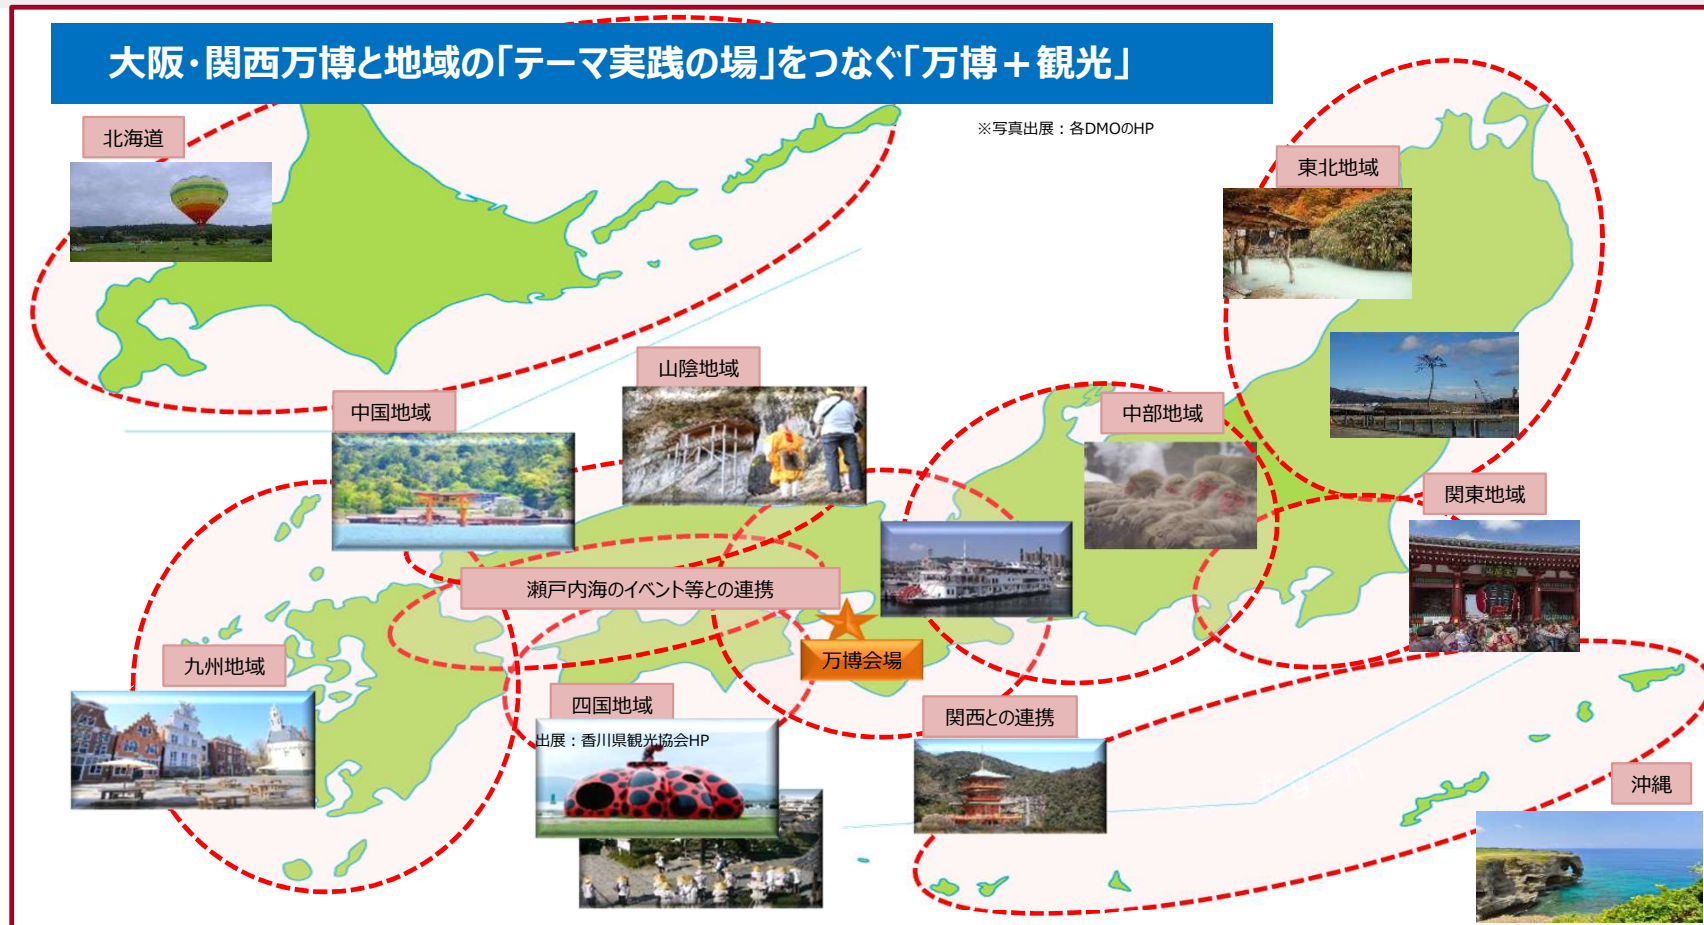 大阪・関西万博と地域の「テーマ実践の場」をつなぐ「万博＋観光」
※写真出展：各DMOのHP
北海道
東北地域
山陰地域
中国地域
中部地域
関東地域
瀬戸内海のイベント等との連携
万博会場
九州地域
四国地域
出展：香川県観光協会HP
関西との連携
沖縄